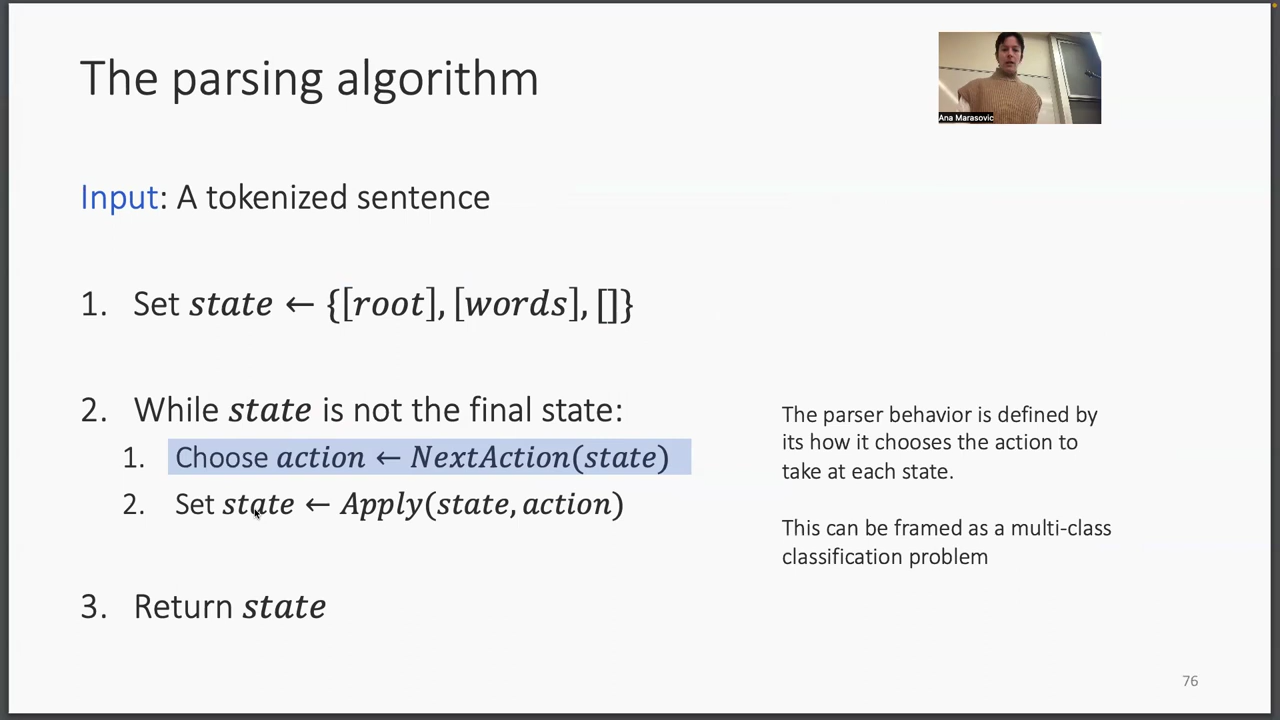 The parsing algorithm
Ana Marasovic
Input: A tokenized sentence
1. Set state ← {[root], [words], []}
2. While state is not the final state:
1. Choose action ← NextAction(state)
2. Set state ← Apply(state, action)
3. Return state
The parser behavior is defined by
its how it chooses the action to
take at each state.
This can be framed as a multi-class
classification problem
76